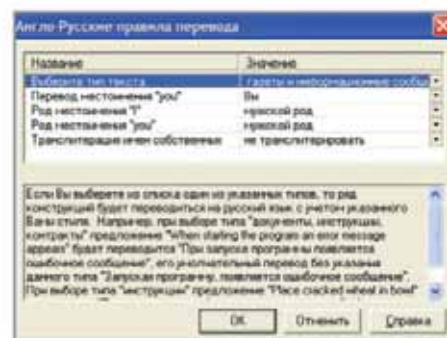 Англо-Русские правила перевода
Название Значение
Выберите тип текста газеты и информационные сообщ
Перевод местоимения "you" Вы
Род местоимения "I" мужской род
Род местоимения "you" мужской род
Транслитерация имен собственных не транслитерировать
Если Вы выберете из списка один из указанных типов, то ряд
конструкций будет переводиться на русский язык с учетом указанного
Вами стиля. Например, при выборе типа "документы, инструкции,
контракты" предложение "When starting the program an error message
appears" будет переводится "При запуске программы появляется
ошибочное сообщение", его умолчательный перевод без указания
данного типа "Запуская программу, появляется ошибочное сообщение".
При выборе типа "инструкции" предложение "Place cracked wheat in bowl"
OK Отменить Справка